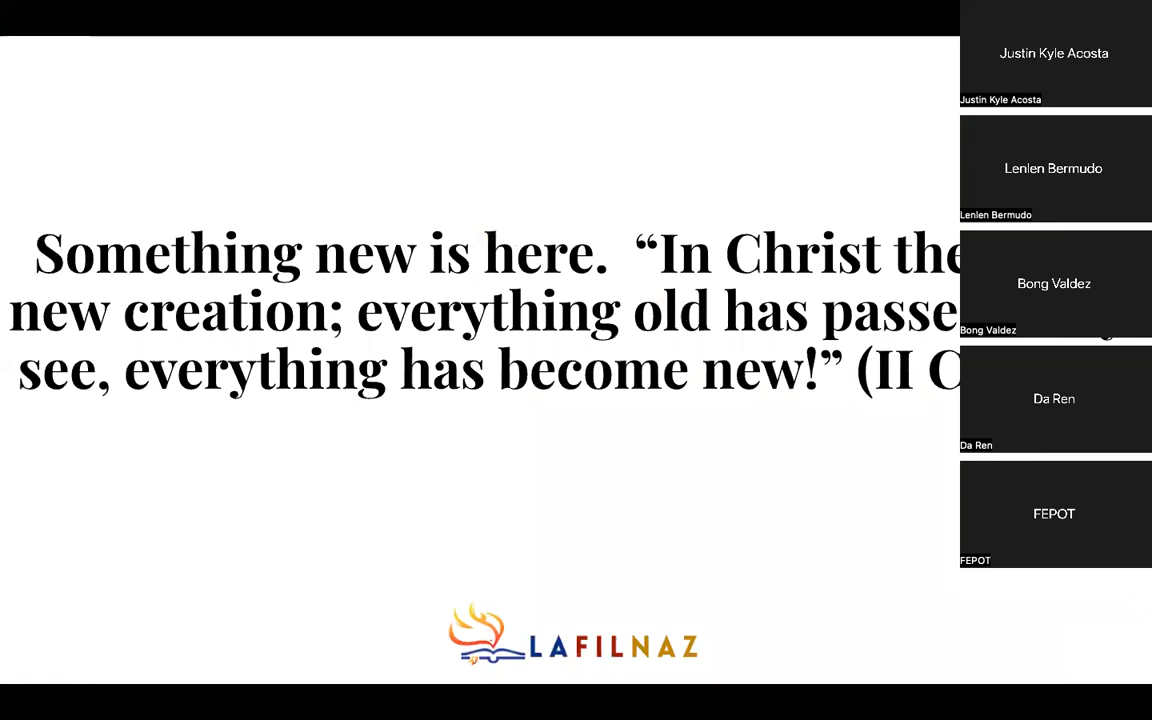 Something new is here. “In Christ the
new creation; everything old has passe
see, everything has become new!” (II C
LAFILNAZ
Justin Kyle Acosta
Justin Kyle Acosta
Lenlen Bermudo
Lenlen Bermudo
Bong Valdez
Bong Valdez
Da Ren
Da Ren
FEPOT
FEPOT